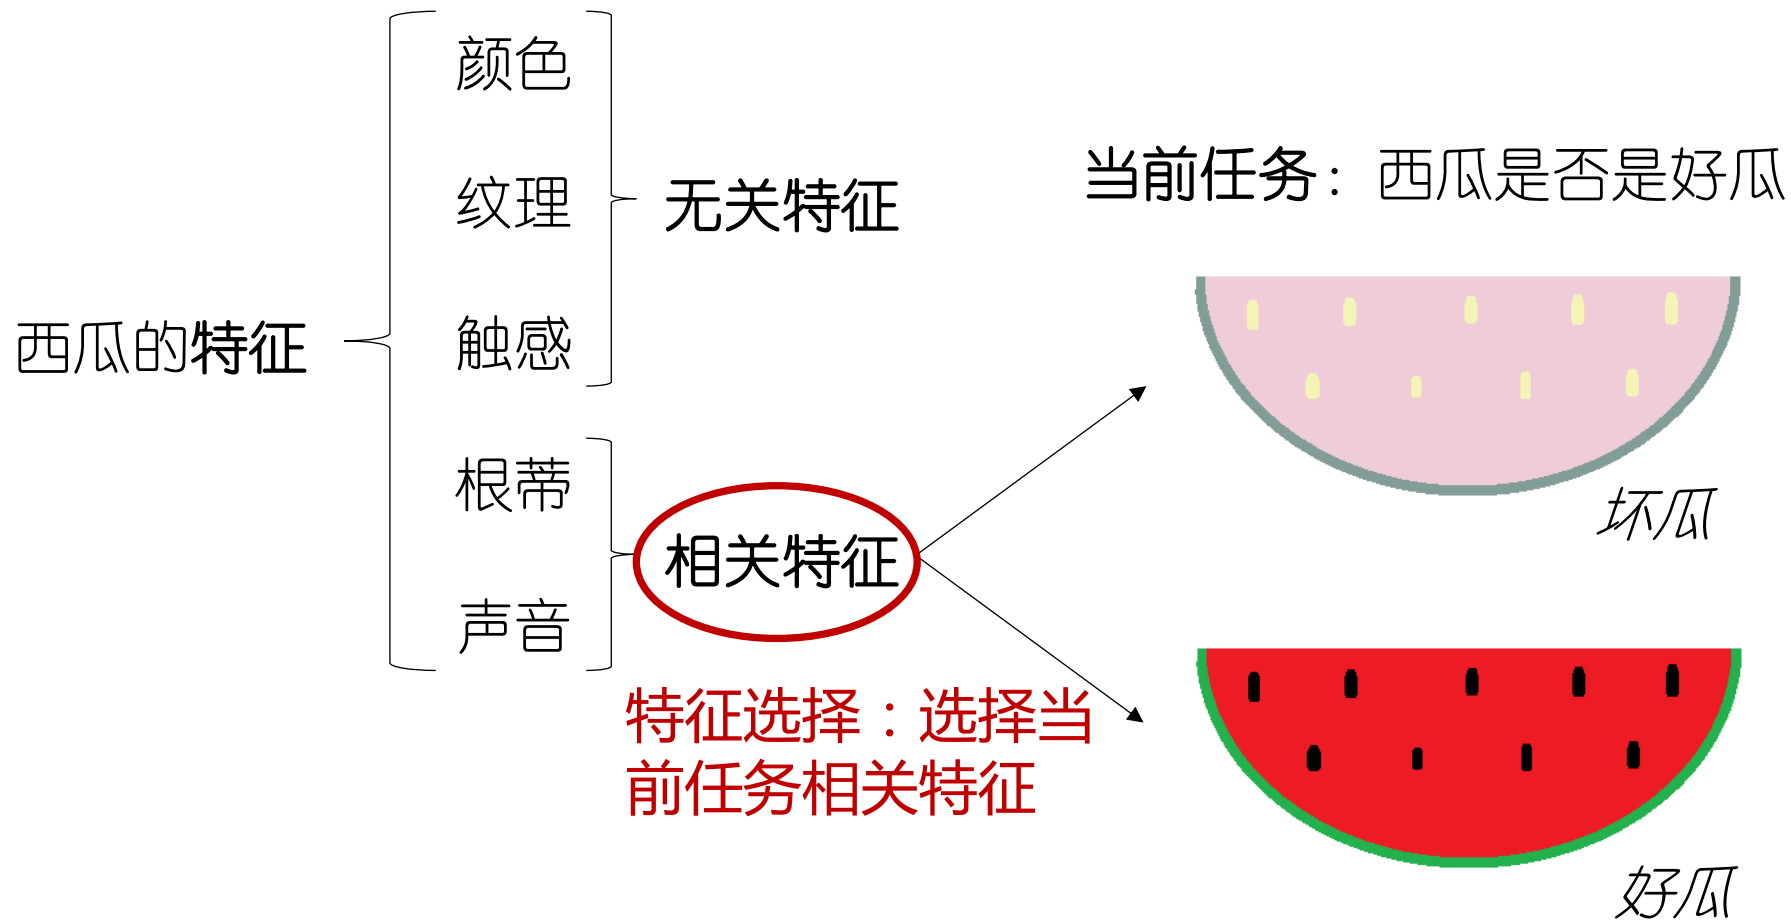 西瓜的特征
颜色
纹理
触感
根蒂
声音
无关特征
相关特征
特征选择：选择当
前任务相关特征
当前任务：西瓜是否是好瓜
坏瓜
好瓜